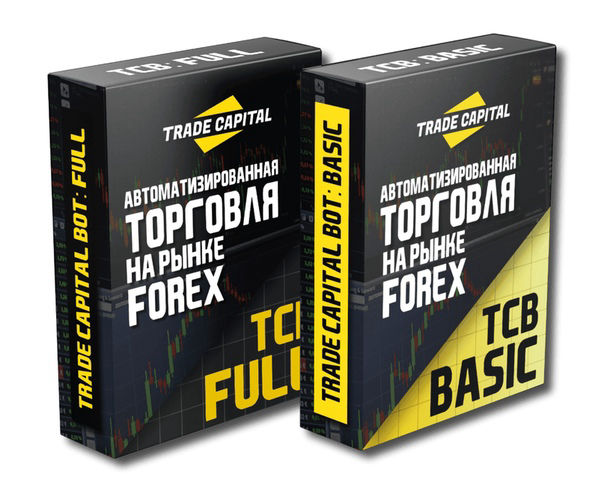 TCB: FULL
TRADE CAPITAL BOT: FULL
TRADE CAPITAL
АВТОМАТИЗИРОВАННАЯ
ТОРГОВЛЯ
НА РЫНКЕ
FOREX
TCB
FULL
TCB: BASIC
TRADE CAPITAL BOT: BASIC
TRADE CAPITAL
АВТОМАТИЗИРОВАННАЯ
ТОРГОВЛЯ
НА РЫНКЕ
FOREX
TCB
BASIC